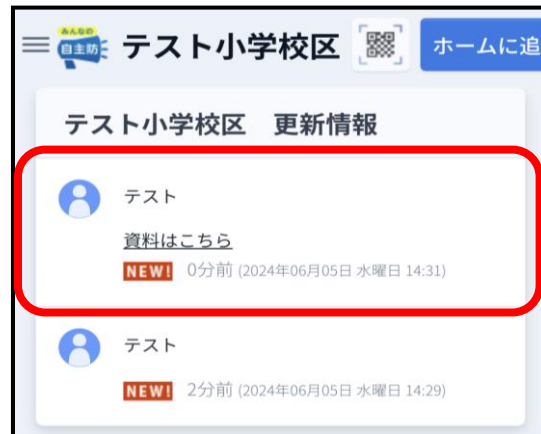 みんなの
自主防
テスト小学校区
ホームに追
テスト小学校区 更新情報
テスト
資料はこちら
NEW! 0分前 (2024年06月05日 水曜日 14:31)
テスト
NEW! 2分前 (2024年06月05日 水曜日 14:29)